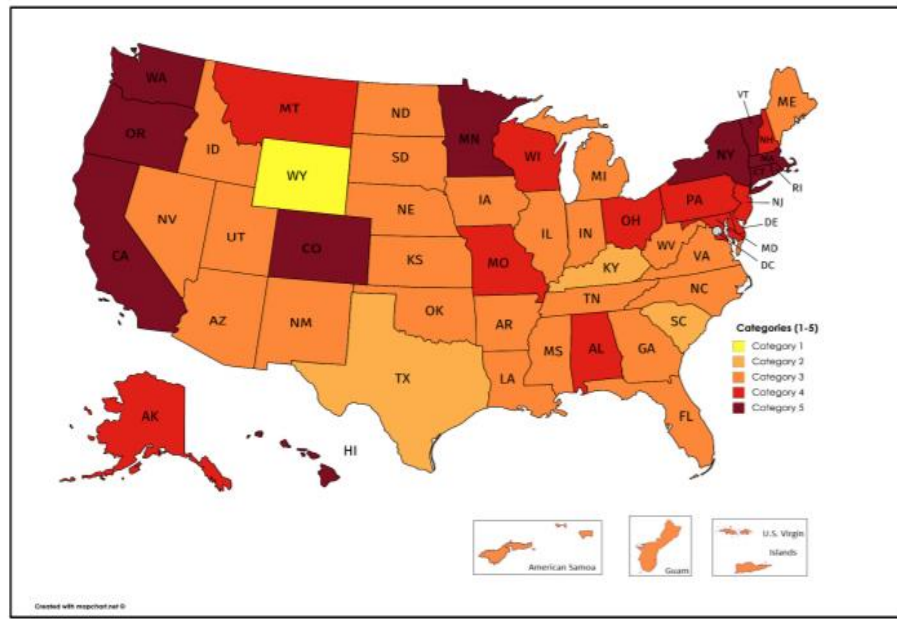 WA
MT
ND
MN
VT
ME
OR
ID
SD
WI
NY
NH
MA
CT
RI
WY
MI
NJ
IA
PA
NE
DE
NV
OH
IL
IN
UT
MD
CA
CO
WV
DC
KS
MO
VA
KY
NC
TN
AZ
NM
OK
AR
SC
MS
AL
GA
TX
LA
FL
AK
HI
Categories (1-5)
Category 1
Category 2
Category 3
Category 4
Category 5
American Samoa
Guam
U.S. Virgin
Islands
Created with mapchart.net ©